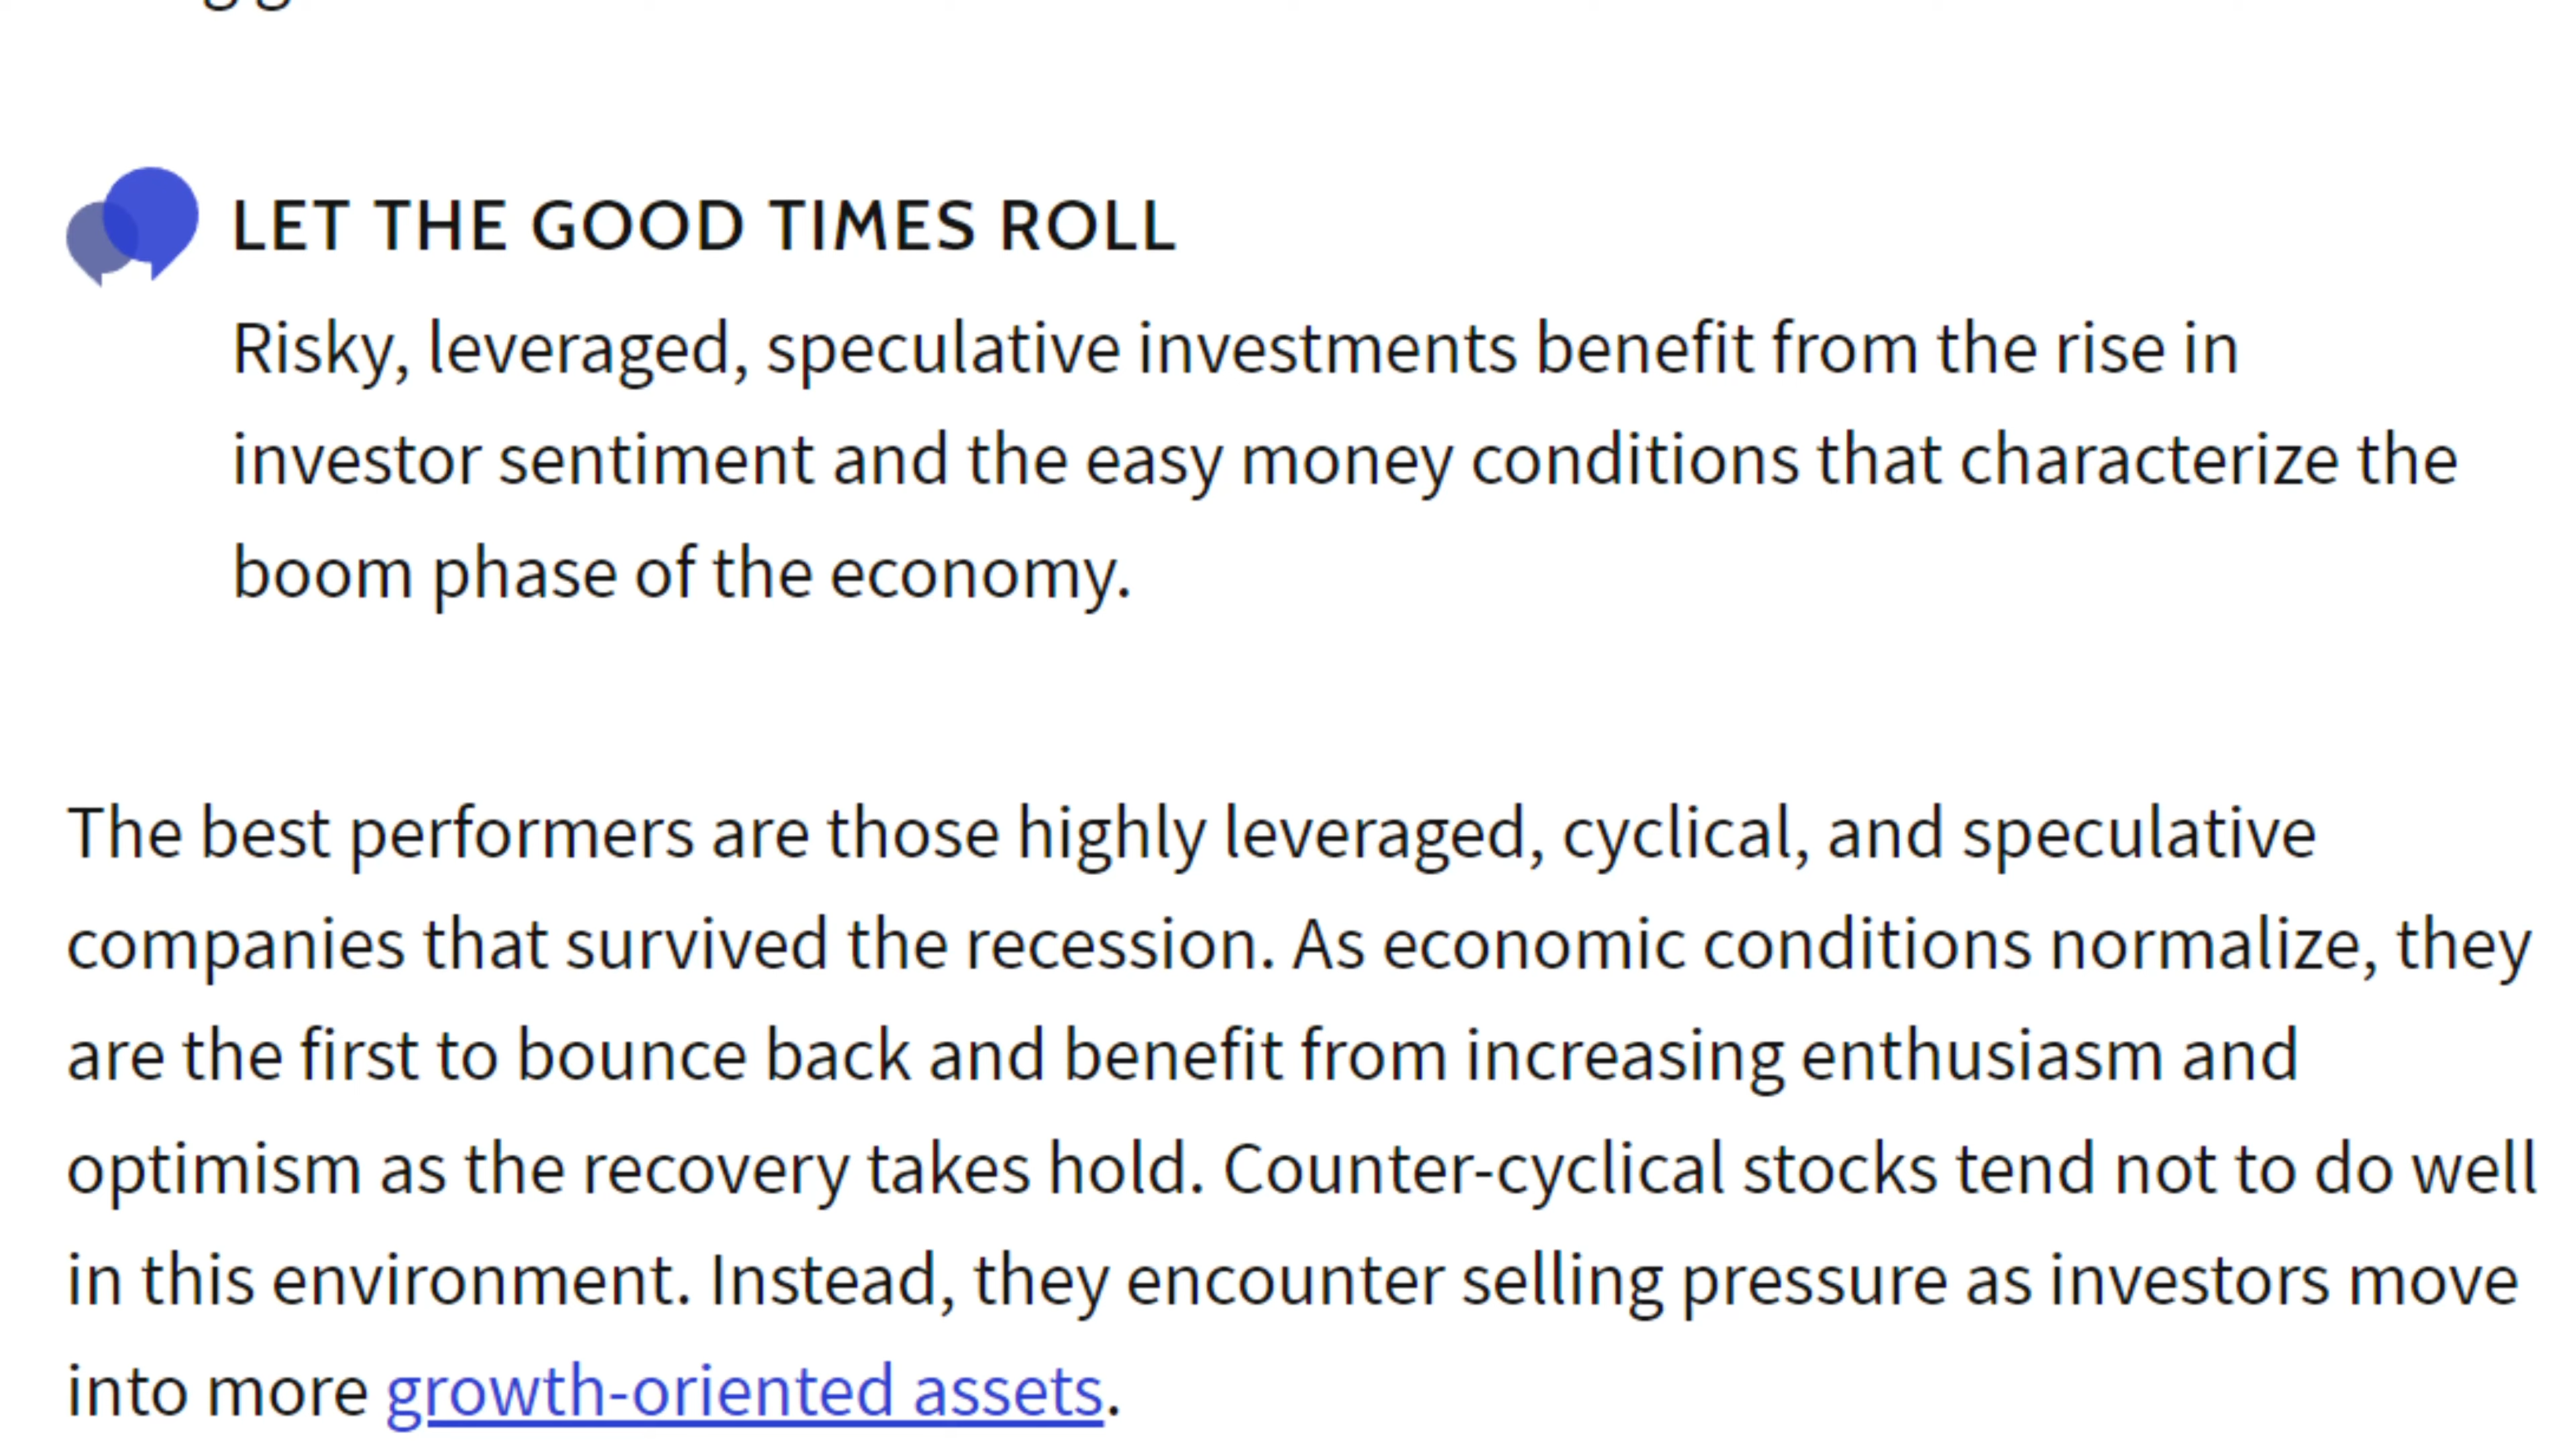 LET THE GOOD TIMES ROLL
Risky, leveraged, speculative investments benefit from the rise in
investor sentiment and the easy money conditions that characterize the
boom phase of the economy.
The best performers are those highly leveraged, cyclical, and speculative
companies that survived the recession. As economic conditions normalize, they
are the first to bounce back and benefit from increasing enthusiasm and
optimism as the recovery takes hold. Counter-cyclical stocks tend not to do well
in this environment. Instead, they encounter selling pressure as investors move
into more growth-oriented assets.